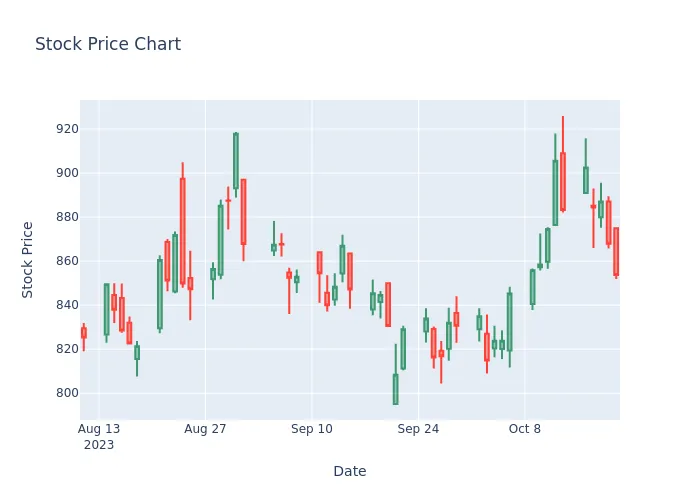 Stock Price Chart
920
900
880
860
840
820
800
Stock Price
Aug 13
2023
Aug 27
Sep 10
Sep 24
Oct 8
Date